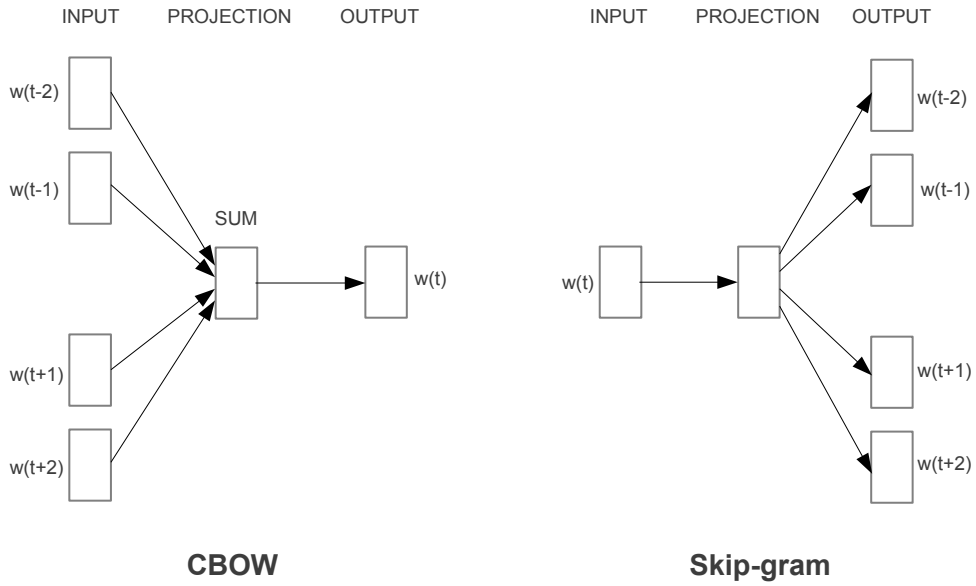 INPUT PROJECTION OUTPUT
w(t-2)
w(t-1)
SUM
w(t)
w(t+1)
w(t+2)
CBOW
INPUT PROJECTION OUTPUT
w(t-2)
w(t-1)
w(t)
w(t+1)
w(t+2)
Skip-gram